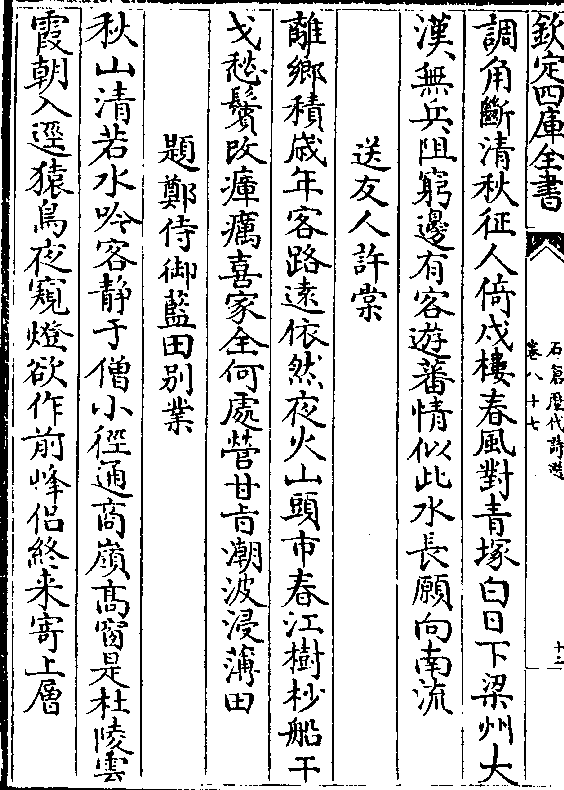 欽定四庫全書
石倉歷代詩選
卷八十七
十二
調角斷清秋征人倚戍樓春風對青塚白日下梁州大
漢無兵阻窮邊有客遊蕃情似此水長願向南流
送友人許棠
離鄉積歲年客路遠依然夜火山頭市春江樹杪船干
戈愁鬢改瘴癘喜家全何處營甘旨潮波浸薄田
題鄭侍御藍田別業
秋山清若水吟客靜于僧小徑通商嶺髙窗是杜陵雲
霞朝入逕猿鳥夜窺燈欲作前峰侣終来寄上層